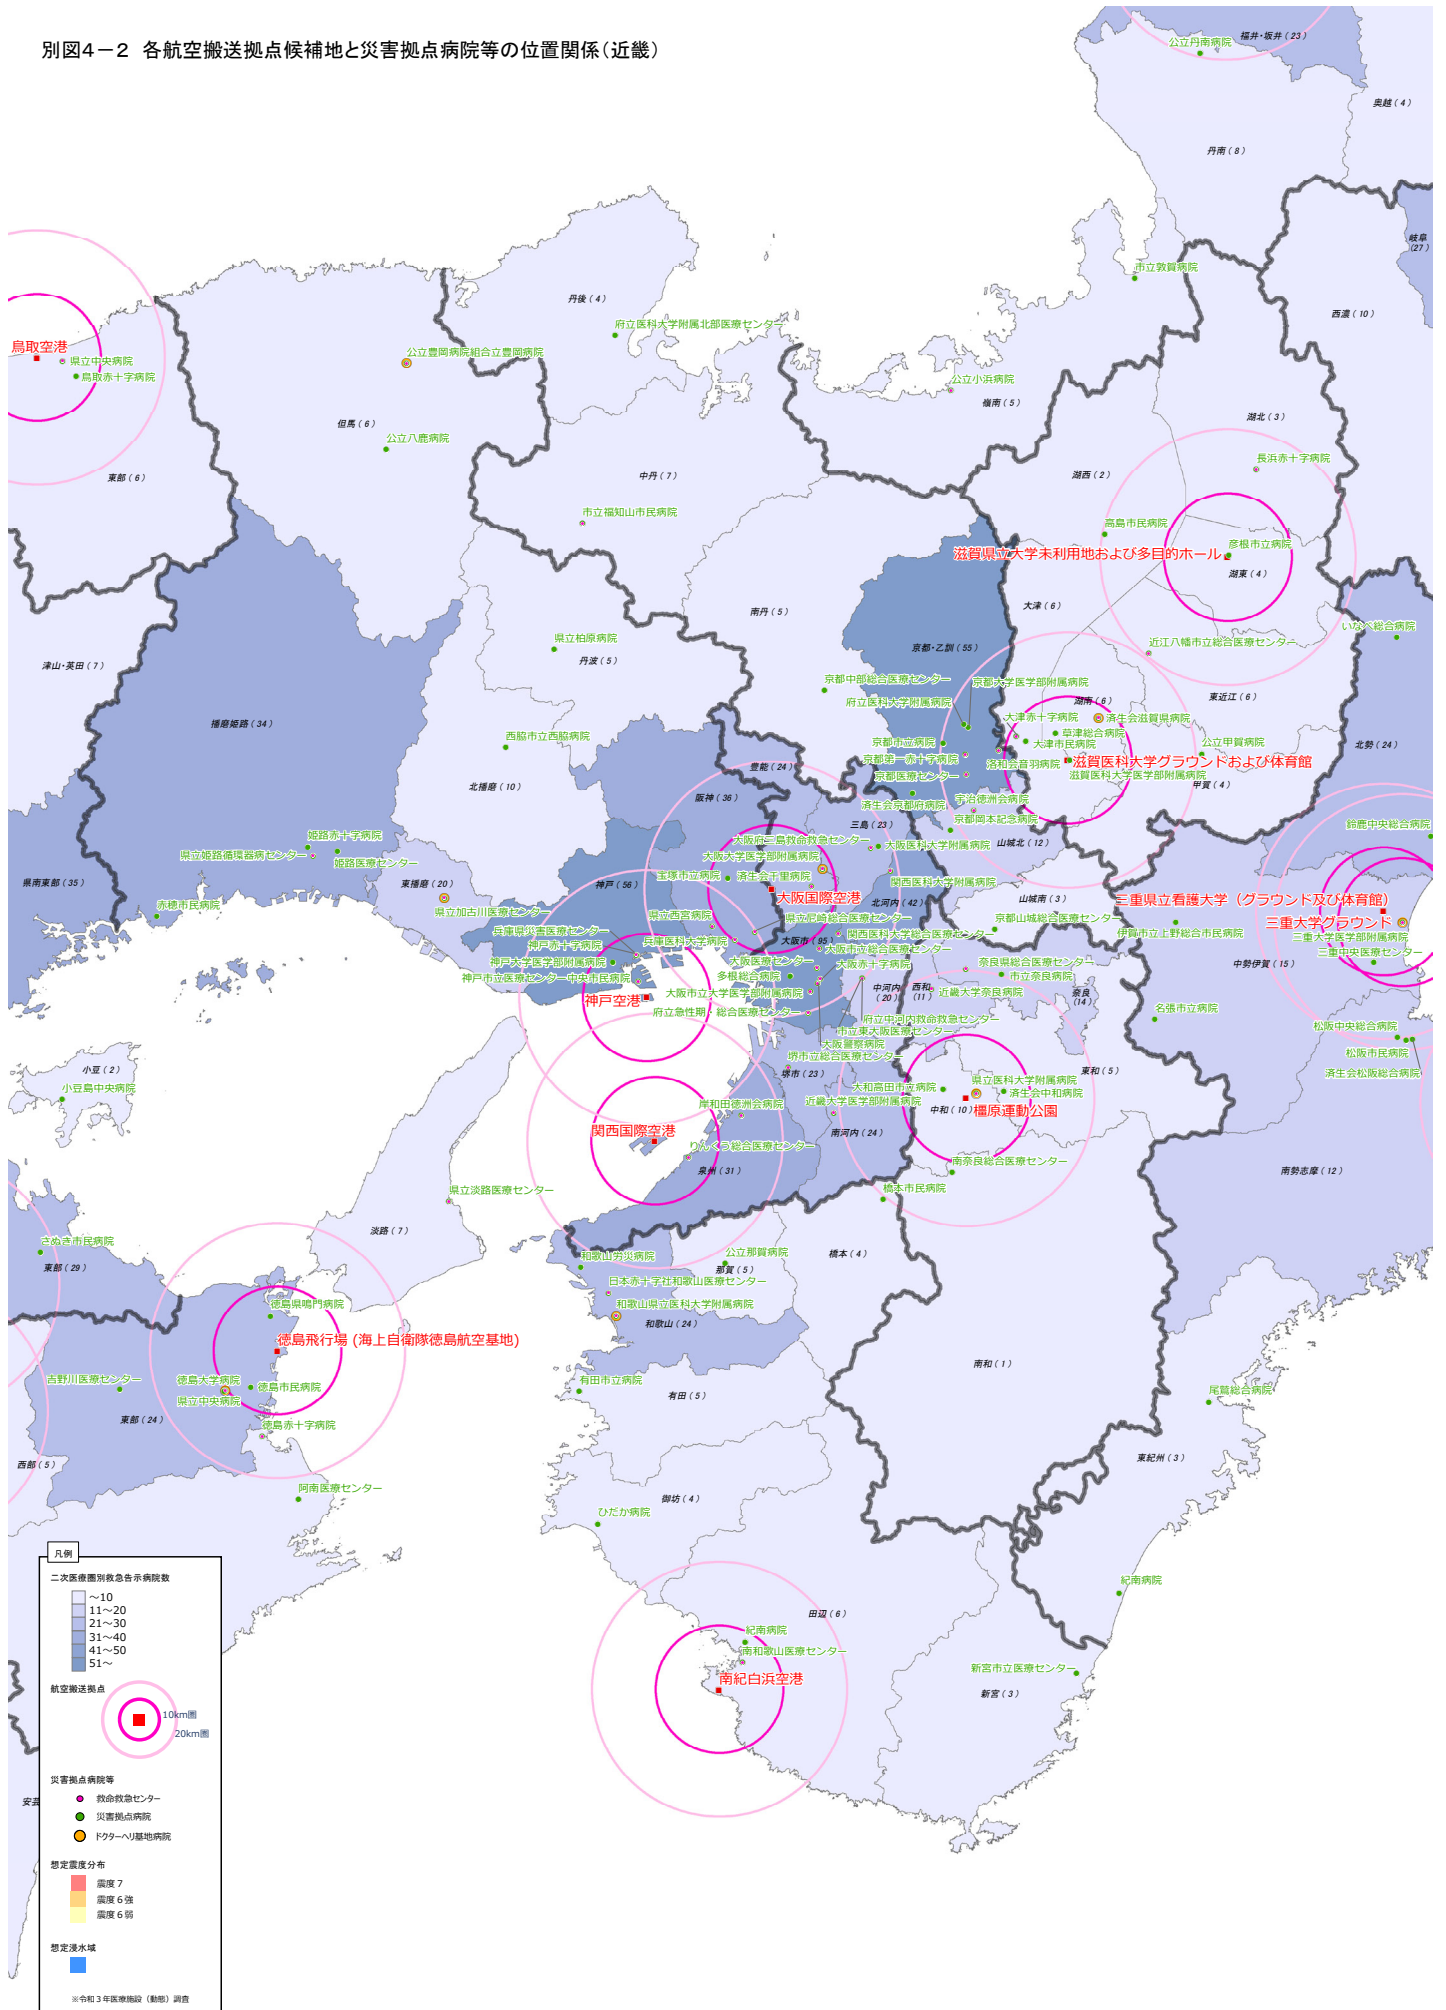 別図4－2 各航空搬送拠点候補地と災害拠点病院等の位置関係(近畿)
公立丹南病院
福井・坂井(23)
奥越(4)
丹南(8)
岐阜
(27)
市立敦賀病院
丹後(4)
西濃(10)
府立医科大学附属北部医療センター
鳥取空港
県立中央病院
鳥取赤十字病院
公立豊岡病院組合立豊岡病院
公立小浜病院
嶺南(5)
湖北(3)
但馬(6)
公立八鹿病院
長浜赤十字病院
東部(6)
中丹(7)
湖西(2)
市立福知山市民病院
高島市民病院
彦根市立病院
滋賀県立大学未利用地および多目的ホール
湖東(4)
南丹(5)
大津(6)
いなべ総合病院
県立柏原病院
丹波(5)
京都・乙訓(55)
近江八幡市立総合医療センター
津山・英田(7)
京都中部総合医療センター
京都大学医学部附属病院
府立医科大学附属病院
湖南(6)
東近江(6)
播磨姫路(34)
大津赤十字病院
済生会滋賀県病院
西脇市立西脇病院
草津総合病院
京都市立病院
大津市民病院
公立甲賀病院
北勢(24)
京都第一赤十字病院
洛和会音羽病院
滋賀医科大学グラウンドおよび体育館
豊能(24)
京都医療センター
滋賀医科大学医学部附属病院
北播磨(10)
甲賀(4)
阪神(36)
済生会京都府病院
宇治徳洲会病院
三島(23)
京都岡本記念病院
鈴鹿中央総合病院
姫路赤十字病院
大阪府三島救命救急センター
大阪医科大学病院
山城北(12)
県立姫路循環器病センター
姫路医療センター
大阪大学医学部附属病院
宝塚市立病院
済生会千里病院
関西医科大学附属病院
県南東部(35)
東播磨(20)
神戸(56)
大阪国際空港
北河内(42)
山城南(3)
三重県立看護大学（グラウンド及び体育館）
県立加古川医療センター
赤穂市民病院
県立西宮病院
県立尼崎総合医療センター
京都山城総合医療センター
三重大学グラウンド
兵庫県災害医療センター
兵庫医科大学病院
大阪市(95)
関西医科大学総合医療センター
伊賀市立上野総合市民病院
三重大学医学部附属病院
神戸赤十字病院
大阪市立総合医療センター
三重中央医療センター
神戸大学医学部附属病院
大阪医療センター
大阪赤十字病院
奈良県総合医療センター
中勢伊賀(15)
神戸市立医療センター中央市民病院
多根総合病院
市立奈良病院
神戸空港
大阪市立大学医学部附属病院
中河内
(20)
西和
(11)
近畿大学奈良病院
奈良
(14)
府立急性期・総合医療センター
府立中河内救命救急センター
名張市立病院
市立東大阪医療センター
松阪中央総合病院
大阪警察病院
松阪市民病院
堺市立総合医療センター
東和(5)
小豆(2)
堺市(23)
済生会松阪総合病院
小豆島中央病院
大和高田市立病院
県立医科大学附属病院
済生会中和病院
岸和田徳洲会病院
近畿大学医学部附属病院
中和(10)
橿原運動公園
関西国際空港
南河内(24)
りんくう総合医療センター
南奈良総合医療センター
泉州(31)
南勢志摩(12)
県立淡路医療センター
橋本市民病院
淡路(7)
さぬき市民病院
和歌山労災病院
公立那賀病院
橋本(4)
東部(29)
那賀(5)
日本赤十字社和歌山医療センター
徳島県鳴門病院
和歌山県立医科大学附属病院
徳島飛行場 (海上自衛隊徳島航空基地)
和歌山(24)
南和(1)
吉野川医療センター
徳島大学病院
徳島市民病院
有田市立病院
有田(5)
県立中央病院
尾鷲総合病院
東部(24)
徳島赤十字病院
西部(5)
東紀州(3)
阿南医療センター
御坊(4)
ひだか病院
凡例
二次医療圏別救急告示病院数
～10
11～20
21～30
31～40
41～50
51～
紀南病院
田辺(6)
紀南病院
南和歌山医療センター
新宮市立医療センター
南紀白浜空港
新宮(3)
航空搬送拠点
10km圏
20km圏
災害拠点病院等
救命救急センター
安芸
災害拠点病院
ドクターヘリ基地病院
想定震度分布
震度７
震度６強
震度６弱
想定浸水域
※令和３年医療施設（動態）調査